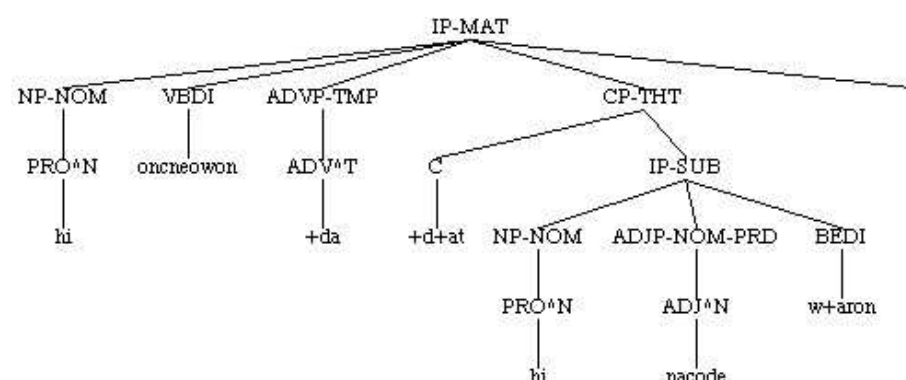 IP-MAT
NP-NOM VBDI ADVP-TMP CP-THT
PRO^N oncneowon ADV^T C IP-SUB
hi +da +d+at NP-NOM ADJP-NOM-PRD BEDI
PRO^N ADJ^N w+aron
hi nacode